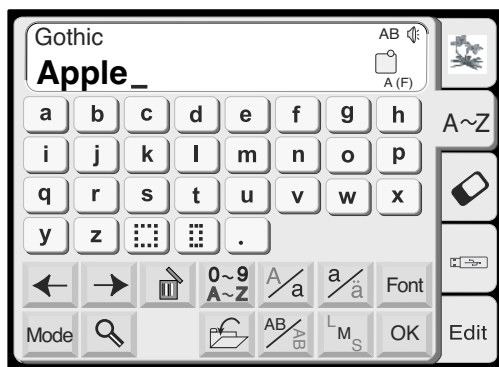 Gothic AB
Apple_ A (F)
a b c d e f g h
i j k l m n o p
q r s t u v w x
y z .
0~9
A~Z A/a a/ä Font
Mode AB/AB L M S OK
A~Z
Edit